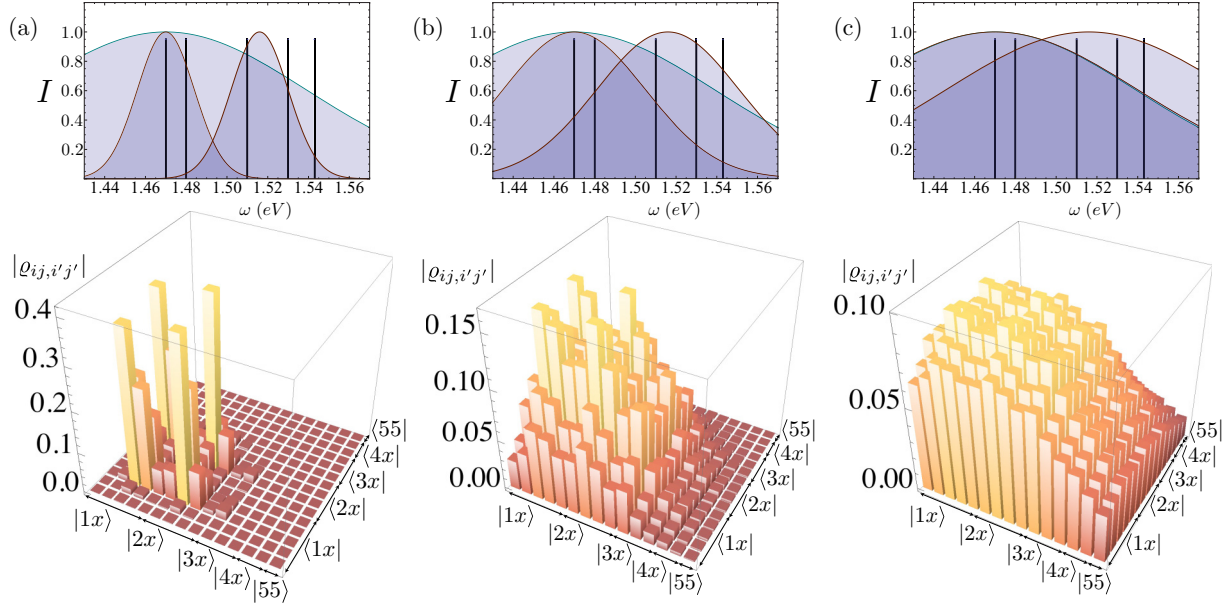 (a)
I
1.0
0.8
0.6
0.4
0.2
1.44 1.46 1.48 1.50 1.52 1.54 1.56
ω (eV)
(b)
I
1.0
0.8
0.6
0.4
0.2
1.44 1.46 1.48 1.50 1.52 1.54 1.56
ω (eV)
(c)
I
1.0
0.8
0.6
0.4
0.2
1.44 1.46 1.48 1.50 1.52 1.54 1.56
ω (eV)
|ϱij,i′j′|
0.4
0.3
0.2
0.1
0.0
|1x⟩
|2x⟩
|3x⟩
|4x⟩
|55⟩
⟨55|
⟨4x|
⟨3x|
⟨2x|
⟨1x|
|ϱij,i′j′|
0.15
0.10
0.05
0.00
|1x⟩
|2x⟩
|3x⟩
|4x⟩
|55⟩
⟨55|
⟨4x|
⟨3x|
⟨2x|
⟨1x|
|ϱij,i′j′|
0.10
0.05
0.00
|1x⟩
|2x⟩
|3x⟩
|4x⟩
|55⟩
⟨55|
⟨4x|
⟨3x|
⟨2x|
⟨1x|